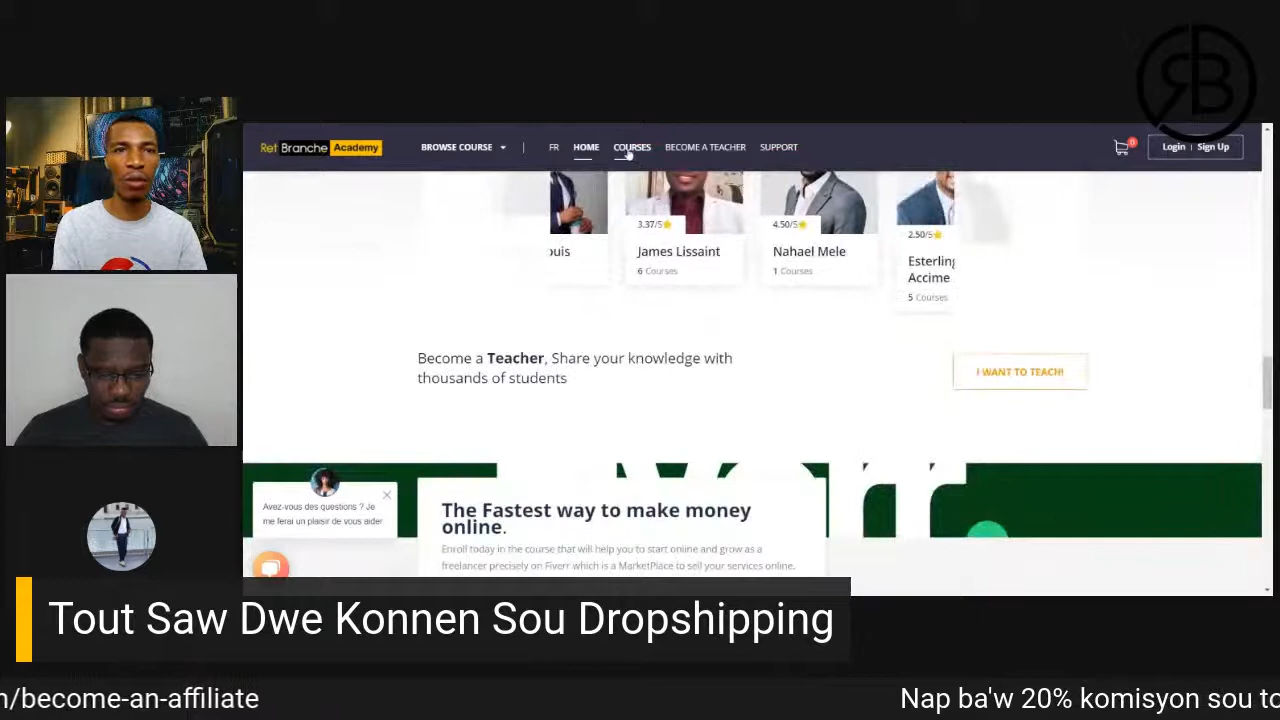 RB
Ret Branche Academy
BROWSE COURSE
FR
HOME
COURSES
BECOME A TEACHER
SUPPORT
0
Login | Sign Up
3.37/5
James Lissaint
6 Courses
4.50/5
Nahael Mele
1 Courses
2.50/5
Esterling
Accime
5 Courses
Become a Teacher, Share your knowledge with
thousands of students
I WANT TO TEACH!
Avez-vous des questions ? Je
me ferai un plaisir de vous aider
The Fastest way to make money
online.
Enroll today in the course that will help you to start online and grow as a
freelancer precisely on Fiverr which is a MarketPlace to sell your services online.
Tout Saw Dwe Konnen Sou Dropshipping
/become-an-affiliate
Nap ba'w 20% komisyon sou